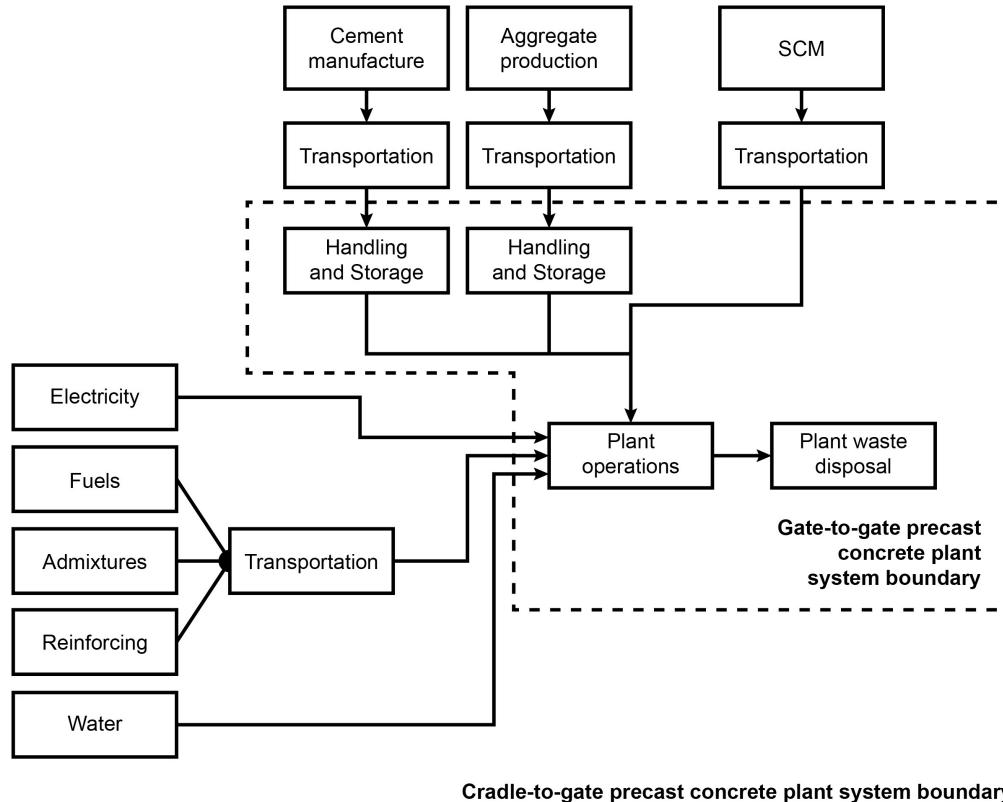 Cement
manufacture
Aggregate
production
SCM
Transportation
Transportation
Transportation
Handling
and Storage
Handling
and Storage
Electricity
Fuels
Admixtures
Reinforcing
Water
Transportation
Plant
operations
Plant waste
disposal
Gate-to-gate precast
concrete plant
system boundary
Cradle-to-gate precast concrete plant system boundary